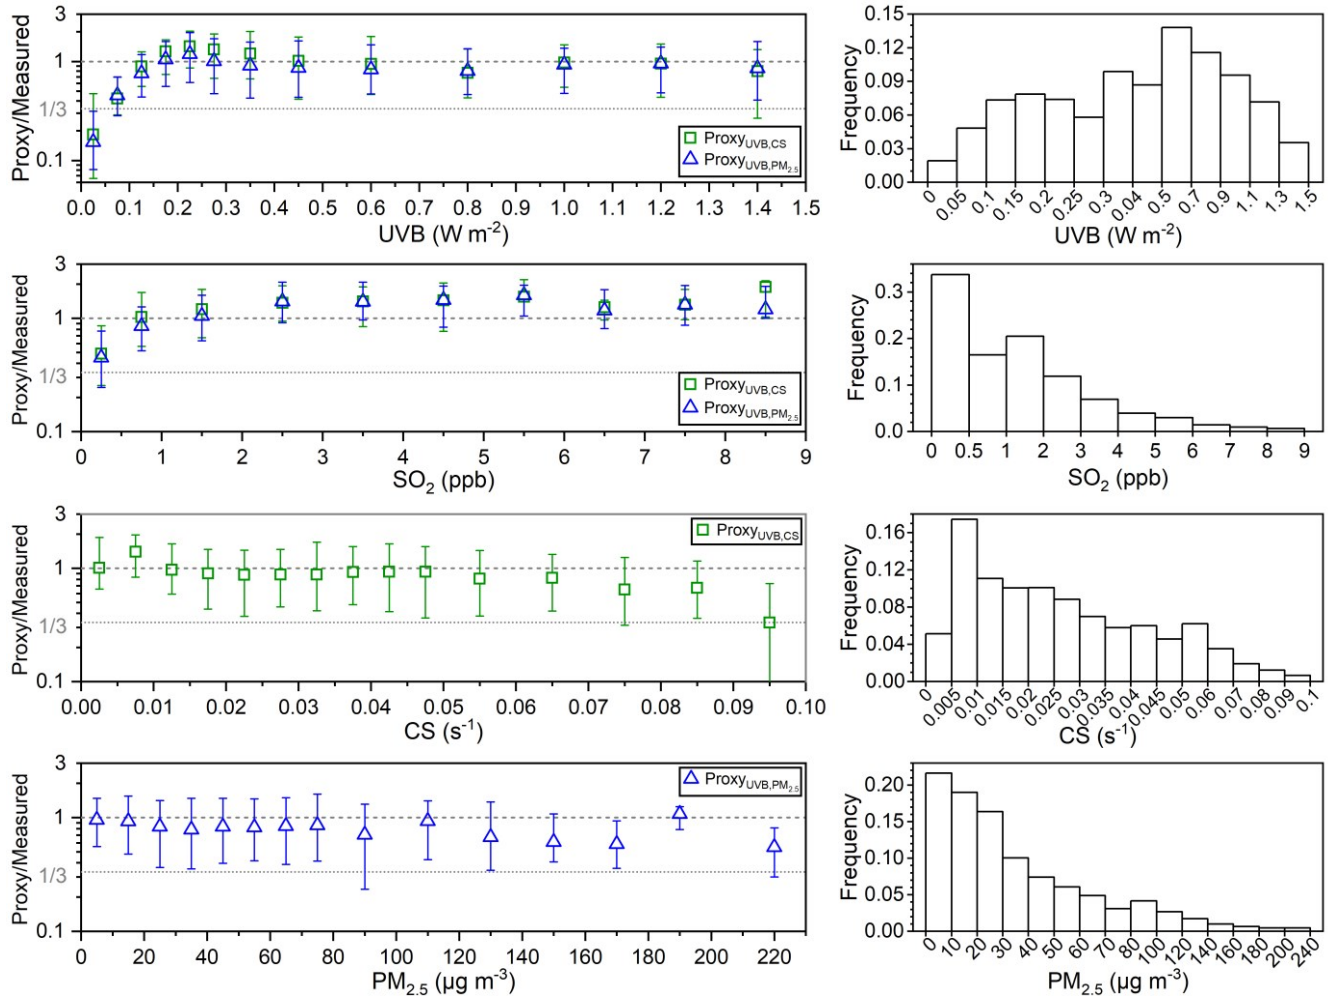 3
1
1/3
0.1
Proxy/Measured
Proxy_UVB,CS
Proxy_UVB,PM2.5
0.0 0.1 0.2 0.3 0.4 0.5 0.6 0.7 0.8 0.9 1.0 1.1 1.2 1.3 1.4 1.5
UVB (W m⁻²)
0.15
0.12
0.09
0.06
0.03
0.00
Frequency
0 0.05 0.1 0.15 0.2 0.25 0.3 0.04 0.5 0.7 0.9 1.1 1.3 1.5
UVB (W m⁻²)
3
1
1/3
0.1
Proxy/Measured
Proxy_UVB,CS
Proxy_UVB,PM2.5
0 1 2 3 4 5 6 7 8 9
SO₂ (ppb)
0.3
0.2
0.1
0.0
Frequency
0 0.5 1 2 3 4 5 6 7 8 9
SO₂ (ppb)
3
1
1/3
0.1
Proxy/Measured
Proxy_UVB,CS
0.00 0.01 0.02 0.03 0.04 0.05 0.06 0.07 0.08 0.09 0.10
CS (s⁻¹)
0.16
0.12
0.08
0.04
0.00
Frequency
0 0.005 0.01 0.015 0.02 0.025 0.03 0.035 0.04 0.045 0.05 0.06 0.07 0.08 0.09 0.1
CS (s⁻¹)
3
1
1/3
0.1
Proxy/Measured
Proxy_UVB,PM2.5
0 20 40 60 80 100 120 140 160 180 200 220
PM₂.₅ (µg m⁻³)
0.20
0.15
0.10
0.05
0.00
Frequency
0 10 20 30 40 50 60 70 80 100 120 140 160 180 200 240
PM₂.₅ (µg m⁻³)